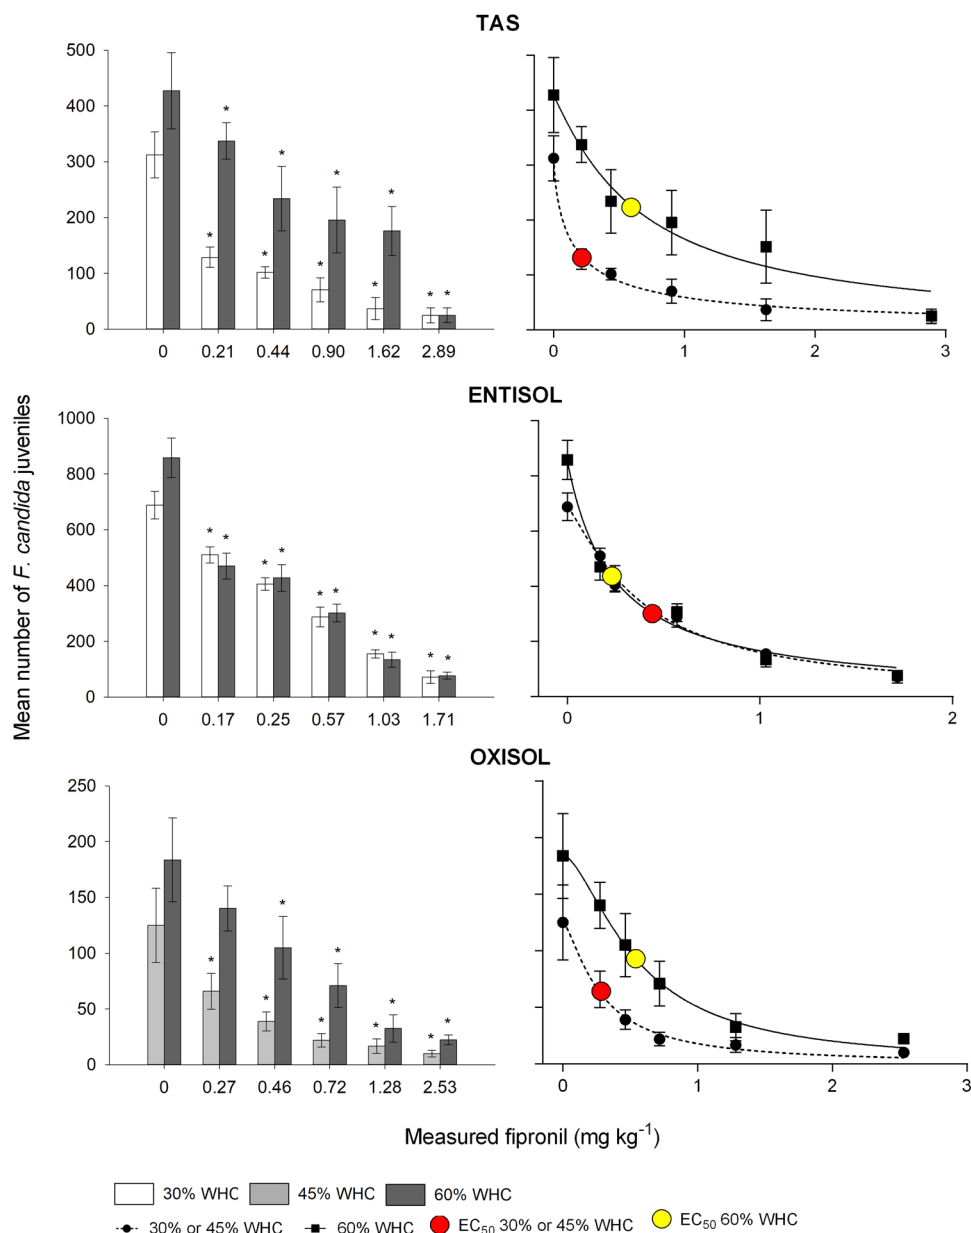 TAS
500
400
300
200
100
0
* * * * * * * * * *
0 0.21 0.44 0.90 1.62 2.89
0 1 2 3
ENTISOL
Mean number of F. candida juveniles
1000
800
600
400
200
0
* * * * * * * * * *
0 0.17 0.25 0.57 1.03 1.71
0 1 2
OXISOL
250
200
150
100
50
0
* * * * * * * * *
0 0.27 0.46 0.72 1.28 2.53
0 1 2 3
Measured fipronil (mg kg⁻¹)
30% WHC 45% WHC 60% WHC
30% or 45% WHC 60% WHC EC₅₀ 30% or 45% WHC EC₅₀ 60% WHC